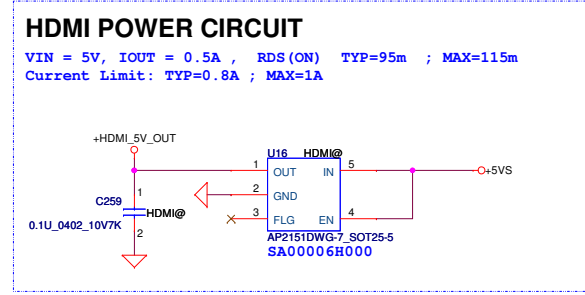 HDMI POWER CIRCUIT
VIN = 5V, IOUT = 0.5A , RDS(ON) TYP=95m ; MAX=115m
Current Limit: TYP=0.8A ; MAX=1A
+HDMI_5V_OUT
U16 HDMI@
1 OUT IN 5
+5VS
2 GND
3 FLG EN 4
AP2151DWG-7_SOT25-5
SA00006H000
1
C259
HDMI@
0.1U_0402_10V7K
2